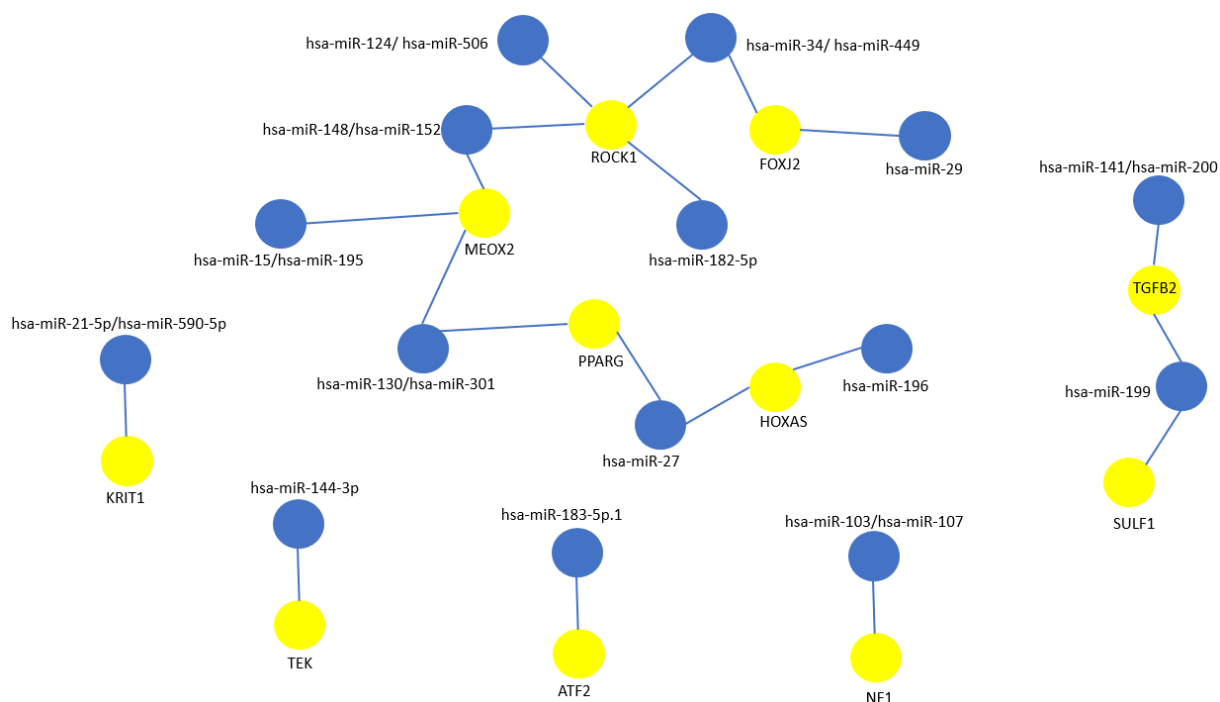 hsa-miR-124/ hsa-miR-506
hsa-miR-34/ hsa-miR-449
hsa-miR-148/hsa-miR-152
ROCK1
FOXJ2
hsa-miR-29
hsa-miR-141/hsa-miR-200
MEOX2
hsa-miR-15/hsa-miR-195
hsa-miR-182-5p
TGFB2
hsa-miR-21-5p/hsa-miR-590-5p
PPARG
hsa-miR-130/hsa-miR-301
hsa-miR-196
hsa-miR-199
HOXAS
hsa-miR-27
KRIT1
hsa-miR-144-3p
hsa-miR-183-5p.1
hsa-miR-103/hsa-miR-107
SULF1
TEK
ATF2
NF1